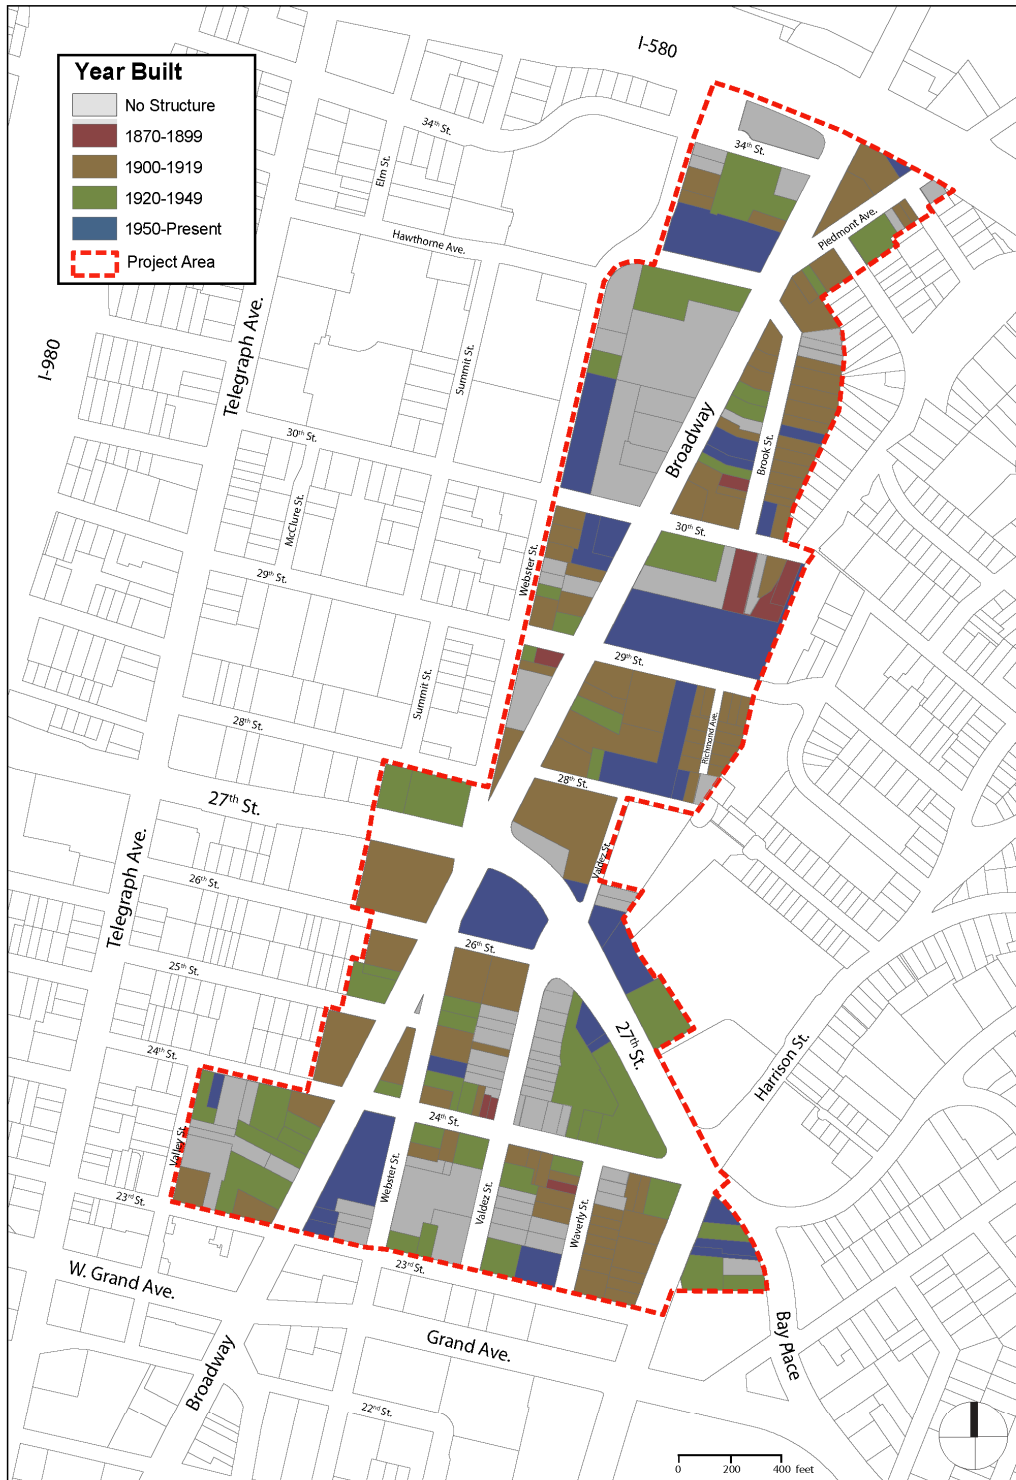 I-580
Year Built
No Structure
1870-1899
1900-1919
1920-1949
1950-Present
Project Area
34th St.
34th St.
Elm St.
Piedmont Ave.
Hawthorne Ave.
Telegraph Ave.
I-980
Summit St.
Broadway
30th St.
Brook St.
McClure St.
30th St.
Webster St.
29th St.
29th St.
Summit St.
28th St.
Richmond Ave.
28th St.
27th St.
Valdez St.
Telegraph Ave.
26th St.
26th St.
25th St.
27th St.
Harrison St.
24th St.
24th St.
Valley St.
Webster St.
Valdez St.
Waverly St.
23rd St.
23rd St.
W. Grand Ave.
Grand Ave.
Bay Place
Broadway
22nd St.
0 200 400 feet